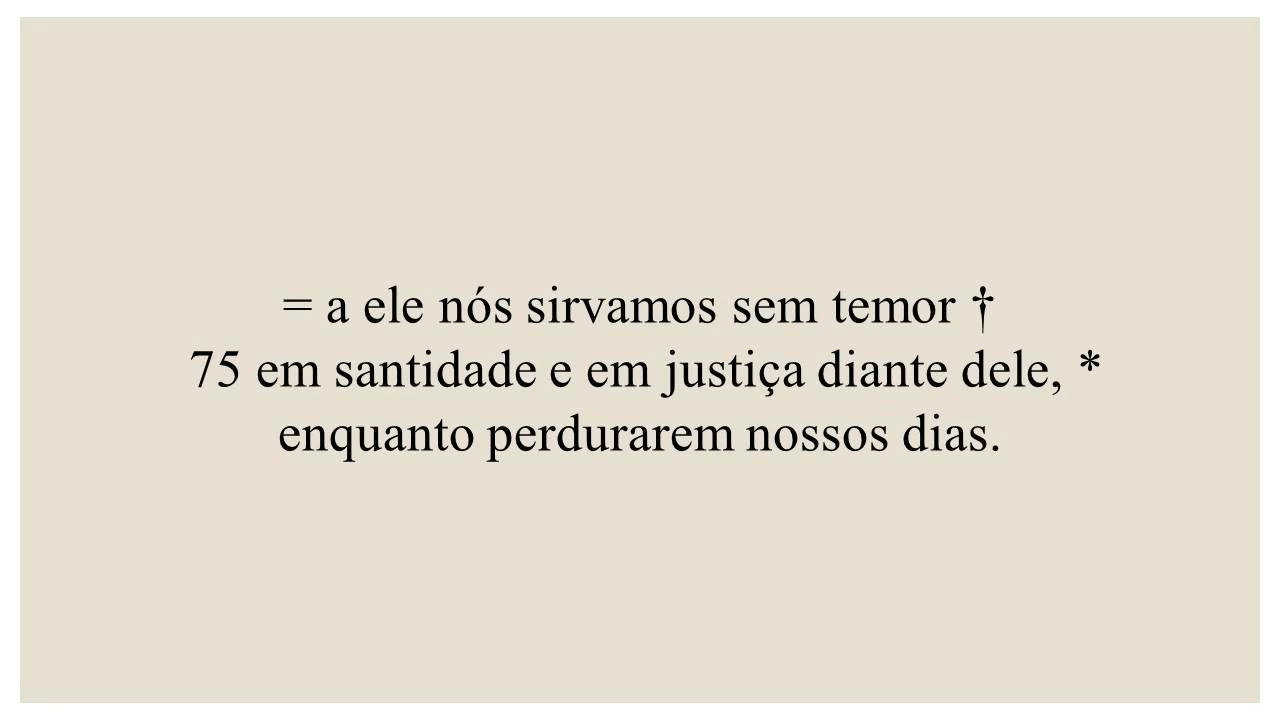 = a ele nós sirvamos sem temor †
75 em santidade e em justiça diante dele, *
enquanto perdurarem nossos dias.